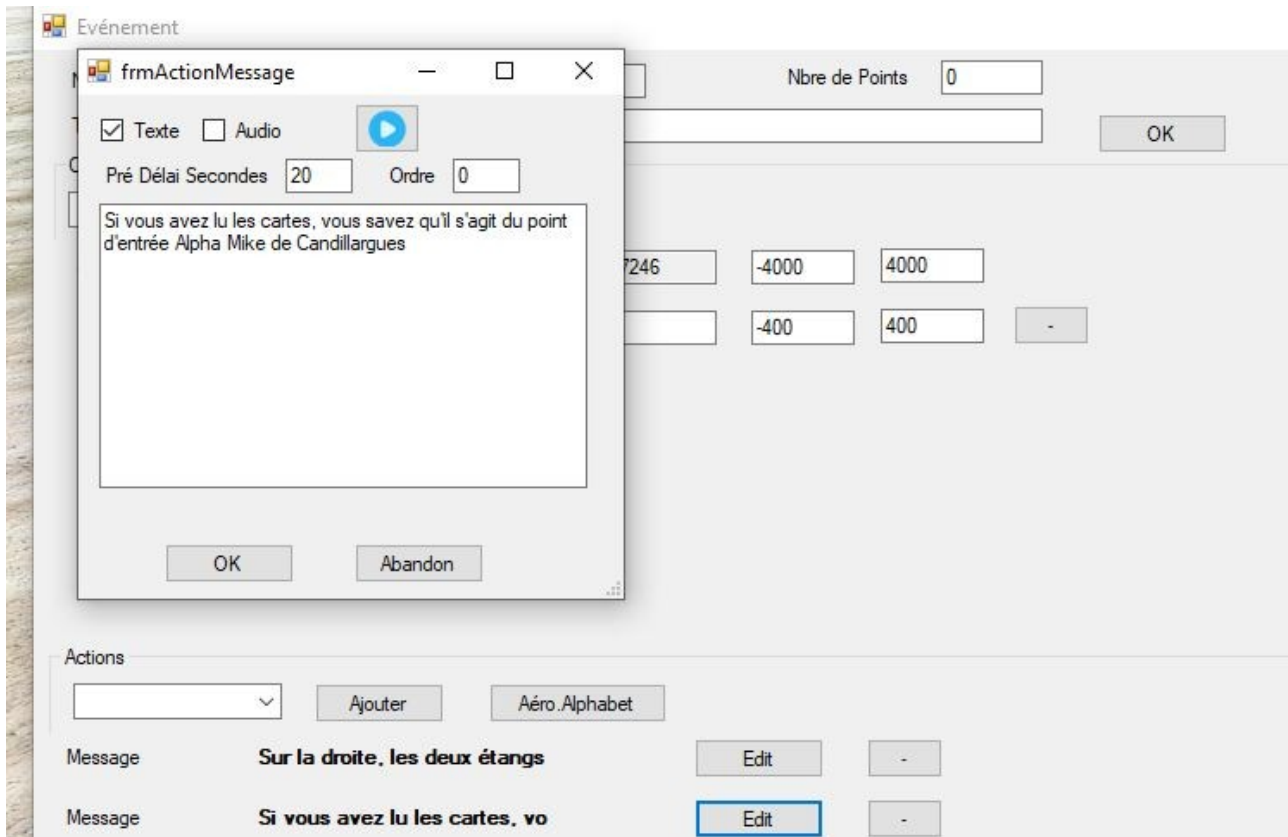 Evénement
frmActionMessage
Nbre de Points 0
Texte Audio
OK
Pré Délai Secondes 20 Ordre 0
Si vous avez lu les cartes, vous savez qu'il s'agit du point
d'entrée Alpha Mike de Candillargues
7246 -4000 4000
-400 400 -
OK Abandon
Actions
Ajouter Aéro.Alphabet
Message Sur la droite, les deux étangs Edit -
Message Si vous avez lu les cartes, vo Edit -